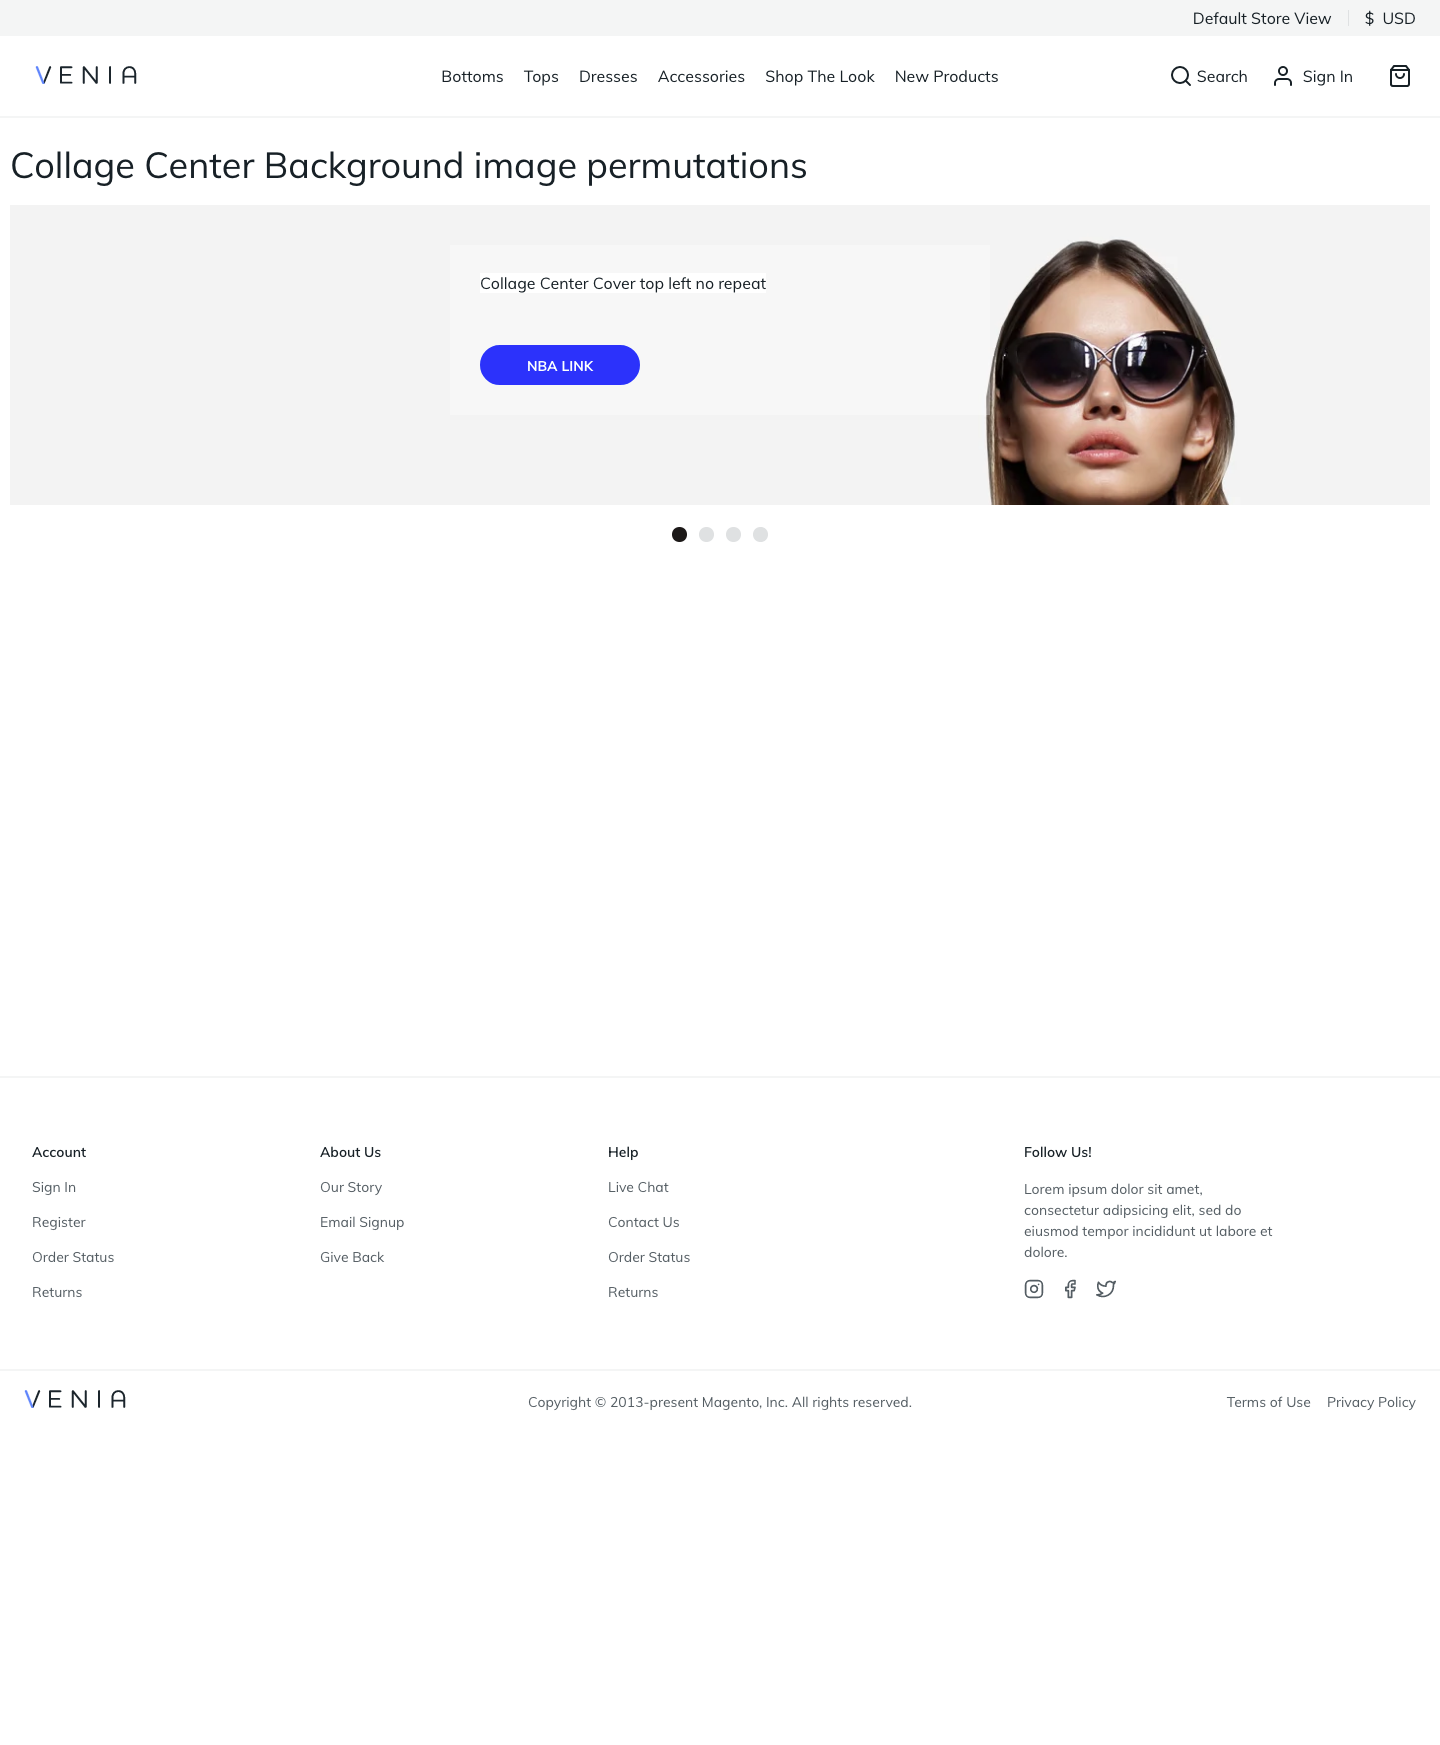 Default Store View $ USD
VENIA Bottoms Tops Dresses Accessories Shop The Look New Products Search Sign In
Collage Center Background image permutations
Collage Center Cover top left no repeat
NBA LINK
Account
Sign In
Register
Order Status
Returns
About Us
Our Story
Email Signup
Give Back
Help
Live Chat
Contact Us
Order Status
Returns
Follow Us!
Lorem ipsum dolor sit amet,
consectetur adipsicing elit, sed do
eiusmod tempor incididunt ut labore et
dolore.
VENIA Copyright © 2013-present Magento, Inc. All rights reserved. Terms of Use Privacy Policy